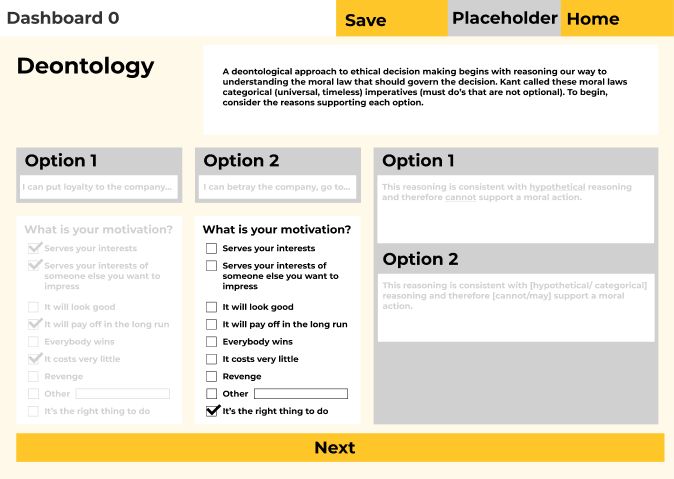 Dashboard 0
Save
Placeholder
Home
Deontology
A deontological approach to ethical decision making begins with reasoning our way to
understanding the moral law that should govern the decision. Kant called these moral laws
categorical (universal, timeless) imperatives (must do's that are not optional). To begin,
consider the reasons supporting each option.
Option 1
I can put loyalty to the company...
What is your motivation?
Serves your interests
Serves your interests of
someone else you want to
impress
It will look good
It will pay off in the long run
Everybody wins
It costs very little
Revenge
Other
It's the right thing to do
Option 2
I can betray the company, go to...
What is your motivation?
Serves your interests
Serves your interests of
someone else you want to
impress
It will look good
It will pay off in the long run
Everybody wins
It costs very little
Revenge
Other
It's the right thing to do
Option 1
This reasoning is consistent with hypothetical reasoning
and therefore cannot support a moral action.
Option 2
This reasoning is consistent with [hypothetical/ categorical]
reasoning and therefore [cannot/may] support a moral
action.
Next